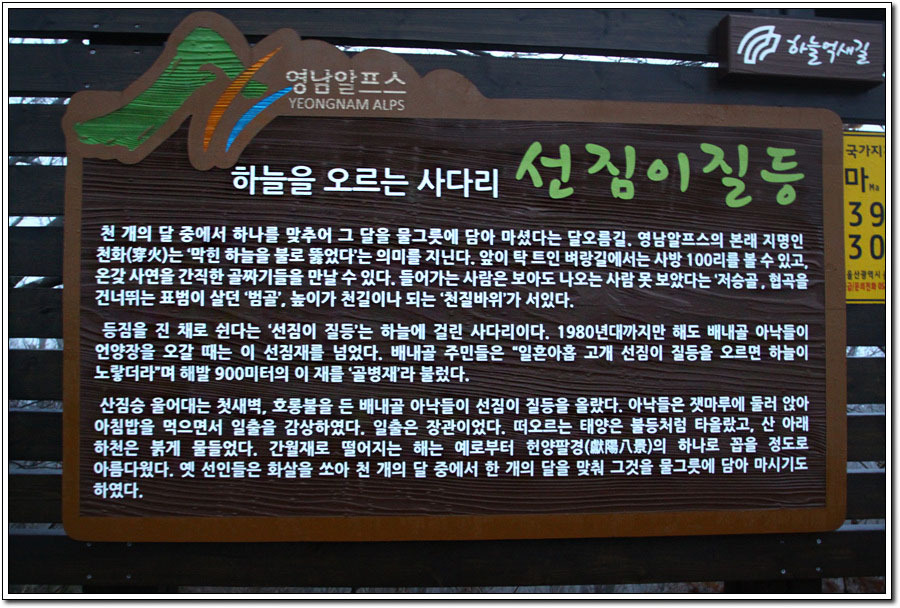 영남알프스
YEONGNAM ALPS
하늘억새길
하늘을 오르는 사다리 선짐이질등
천 개의 달 중에서 하나를 맞추어 그 달을 물그릇에 담아 마셨다는 달오름길. 영남알프스의 본래 지명인
천화(穿火)는 '막힌 하늘을 불로 뚫었다'는 의미를 지닌다. 앞이 탁 트인 벼랑길에서는 사방 100리를 볼 수 있고,
온갖 사연을 간직한 골짜기들을 만날 수 있다. 들어가는 사람은 보아도 나오는 사람 못 보았다는 '저승골, 협곡을
건너뛰는 표범이 살던 '범골', 높이가 천길이나 되는 '천질바위'가 서있다.
등짐을 진 채로 쉰다는 '선짐이 질등'는 하늘에 걸린 사다리이다. 1980년대까지만 해도 배내골 아낙들이
언양장을 오갈 때는 이 선짐재를 넘었다. 배내골 주민들은 "일흔아홉 고개 선짐이 질등을 오르면 하늘이
노랗더라"며 해발 900미터의 이 재를 '골병재'라 불렀다.
산짐승 울어대는 첫새벽, 호롱불을 든 배내골 아낙들이 선짐이 질등을 올랐다. 아낙들은 잿마루에 둘러 앉아
아침밥을 먹으면서 일출을 감상하였다. 일출은 장관이었다. 떠오르는 태양은 불등처럼 타올랐고, 산 아래
하천은 붉게 물들었다. 간월재로 떨어지는 해는 예로부터 헌양팔경(獻陽八景)의 하나로 꼽을 정도로
아름다웠다. 옛 선인들은 화살을 쏘아 천 개의 달 중에서 한 개의 달을 맞춰 그것을 물그릇에 담아 마시기도
하였다.
국가지
마 Ma
39
30
울산광역시